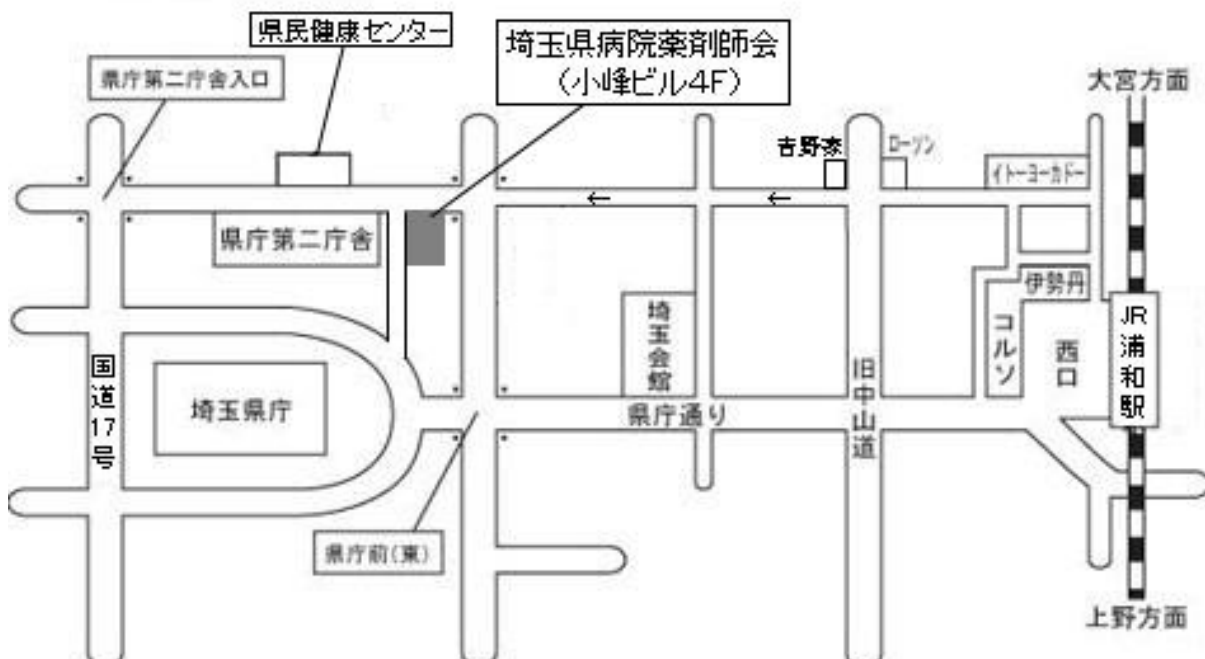 県民健康センター
埼玉県病院薬剤師会
(小峰ビル4F)
県庁第二庁舎入口
大宮方面
吉野家
ローソン
イトーヨーカドー
←
←
県庁第二庁舎
伊勢丹
埼玉会館
コルソ
西口
JR浦和駅
国道17号
埼玉県庁
旧中山道
県庁通り
県庁前(東)
上野方面